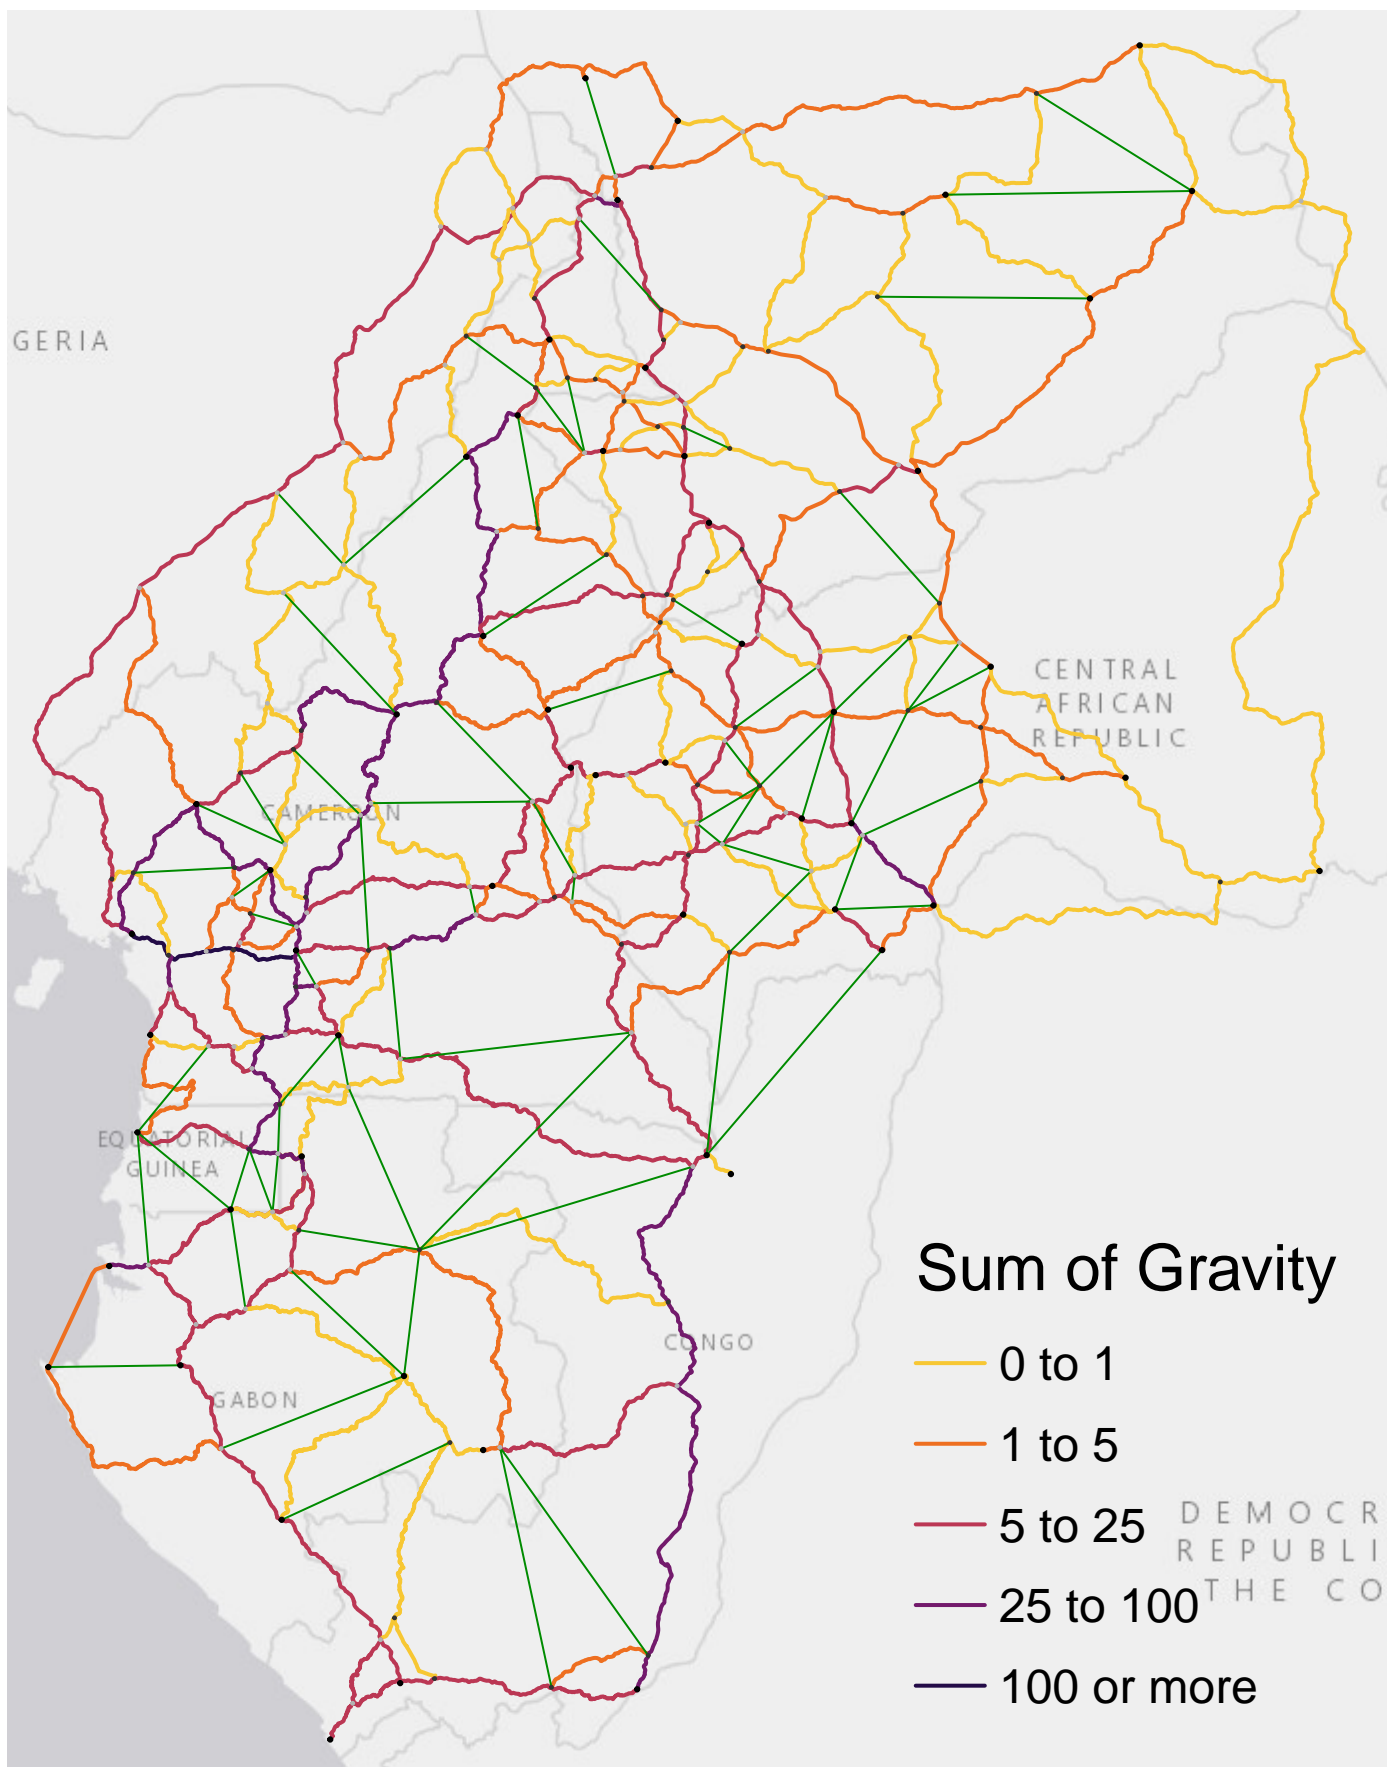 GERIA
CENTRAL
AFRICAN
REPUBLIC
CAMEROON
EQUATORIAL
GUINEA
Sum of Gravity
CONGO
0 to 1
GABON
1 to 5
5 to 25
DEMOCR
REPUBLI
25 to 100
THE CO
100 or more